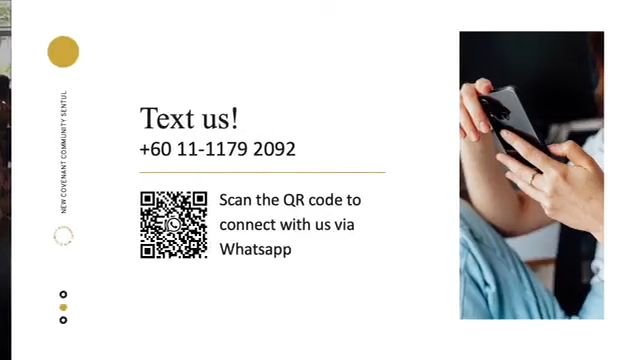 Text us!
+60 11-1179 2092
Scan the QR code to
connect with us via
Whatsapp
NEW COVENANT COMMUNITY SENTUL